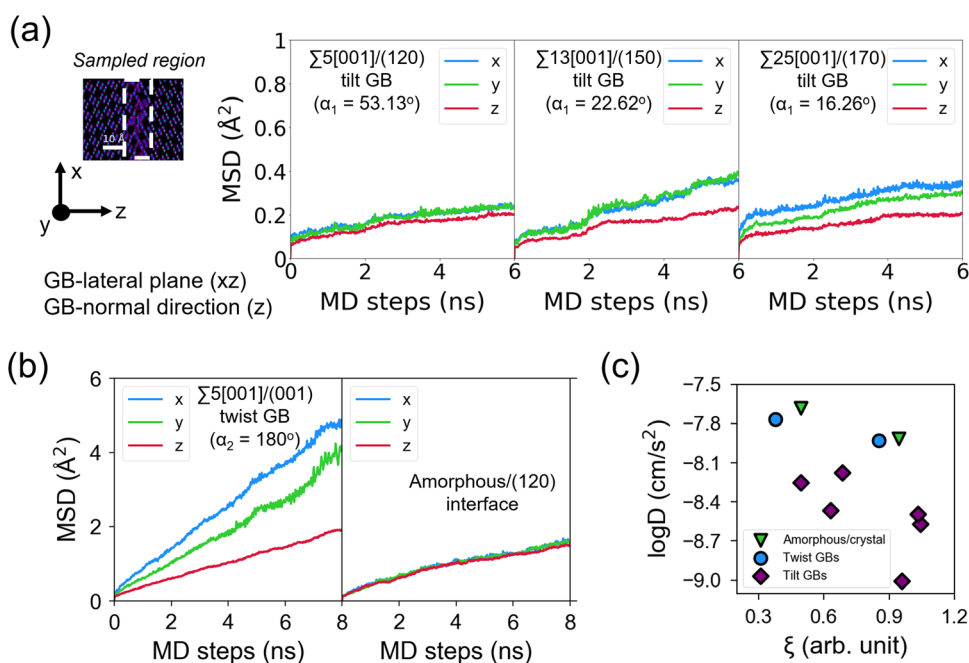 (a)
Sampled region
10 Å
x
y
z
GB-lateral plane (xz)
GB-normal direction (z)
MSD (Å²)
1
0.8
0.6
0.4
0.2
0
∑5[001]/(120)
tilt GB
(α₁ = 53.13°)
x
y
z
0
2
4
6
MD steps (ns)
∑13[001]/(150)
tilt GB
(α₁ = 22.62°)
x
y
z
2
4
6
MD steps (ns)
∑25[001]/(170)
tilt GB
(α₁ = 16.26°)
x
y
z
2
4
6
MD steps (ns)
(b)
MSD (Å²)
6
4
2
0
x
y
z
∑5[001]/(001)
twist GB
(α₂ = 180°)
0
2
4
6
8
MD steps (ns)
x
y
z
Amorphous/(120)
interface
2
4
6
8
MD steps (ns)
(c)
logD (cm/s²)
−7.5
−7.8
−8.1
−8.4
−8.7
−9.0
Amorphous/crystal
Twist GBs
Tilt GBs
0.3
0.6
0.9
1.2
ξ (arb. unit)